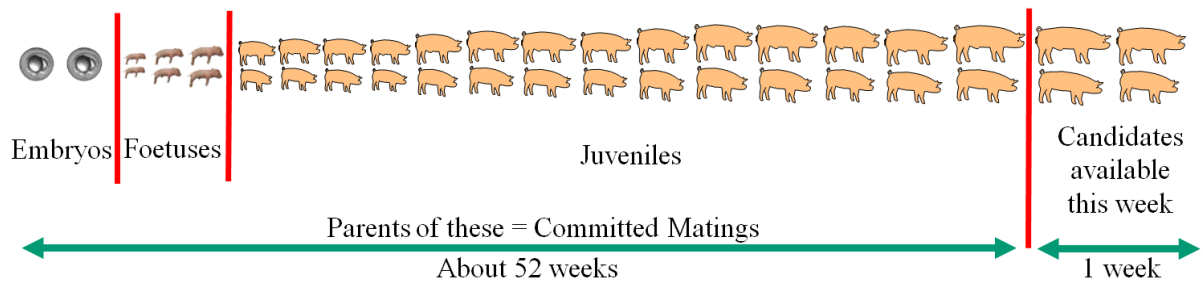 Embryos
Foetuses
Juveniles
Candidates
available
this week
Parents of these = Committed Matings
About 52 weeks
1 week